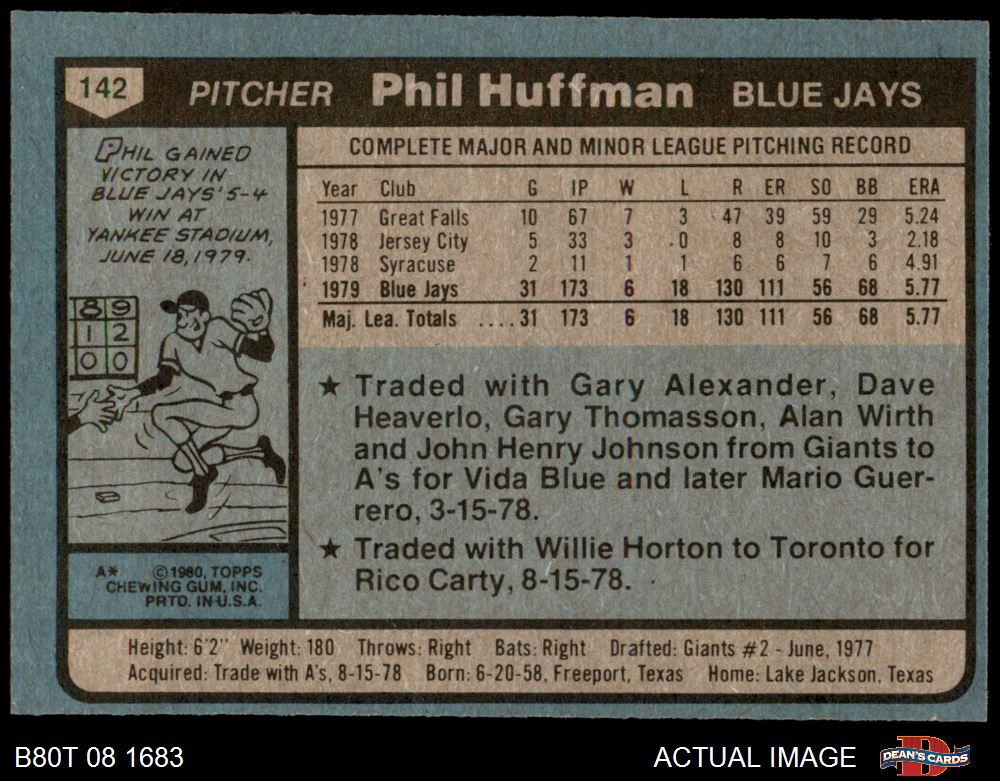 142 PITCHER Phil Huffman BLUE JAYS
PHIL GAINED
VICTORY IN
BLUE JAYS' 5-4
WIN AT
YANKEE STADIUM,
JUNE 18, 1979.
8 9
1 2
0 0
A* ©1980, TOPPS
CHEWING GUM, INC.
PRTD. IN U.S.A.
COMPLETE MAJOR AND MINOR LEAGUE PITCHING RECORD
Year Club G IP W L R ER SO BB ERA
1977 Great Falls 10 67 7 3 47 39 59 29 5.24
1978 Jersey City 5 33 3 0 8 8 10 3 2.18
1978 Syracuse 2 11 1 1 6 6 7 6 4.91
1979 Blue Jays 31 173 6 18 130 111 56 68 5.77
Maj. Lea. Totals ....31 173 6 18 130 111 56 68 5.77
★ Traded with Gary Alexander, Dave
Heaverlo, Gary Thomasson, Alan Wirth
and John Henry Johnson from Giants to
A's for Vida Blue and later Mario Guer-
rero, 3-15-78.
★ Traded with Willie Horton to Toronto for
Rico Carty, 8-15-78.
Height: 6'2" Weight: 180 Throws: Right Bats: Right Drafted: Giants #2 - June, 1977
Acquired: Trade with A's, 8-15-78 Born: 6-20-58, Freeport, Texas Home: Lake Jackson, Texas
B80T 08 1683 ACTUAL IMAGE DEAN'S CARDS